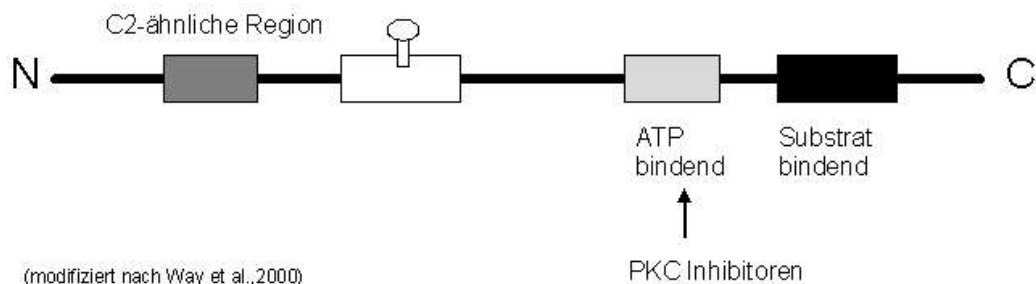 C2-ähnliche Region
N
C
ATP
bindend
Substrat
bindend
PKC Inhibitoren
(modifiziert nach Way et al.,2000)